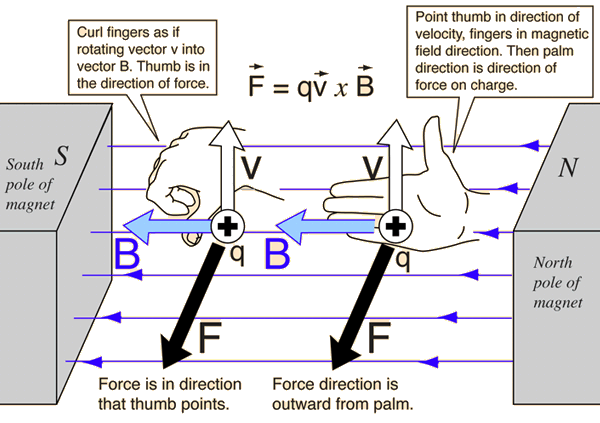 Curl fingers as if
rotating vector v into
vector B. Thumb is in
the direction of force.
F = qv x B
Point thumb in direction of
velocity, fingers in magnetic
field direction. Then palm
direction is direction of
force on charge.
South
pole of
magnet
S
N
North
pole of
magnet
V
B
+
q
F
V
B
+
q
F
Force is in direction
that thumb points.
Force direction is
outward from palm.